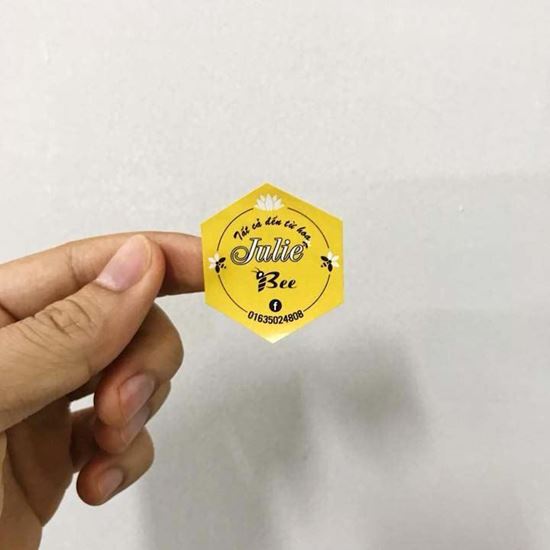 Tất cả đến từ hoa
Julie
Bee
f
01635024808